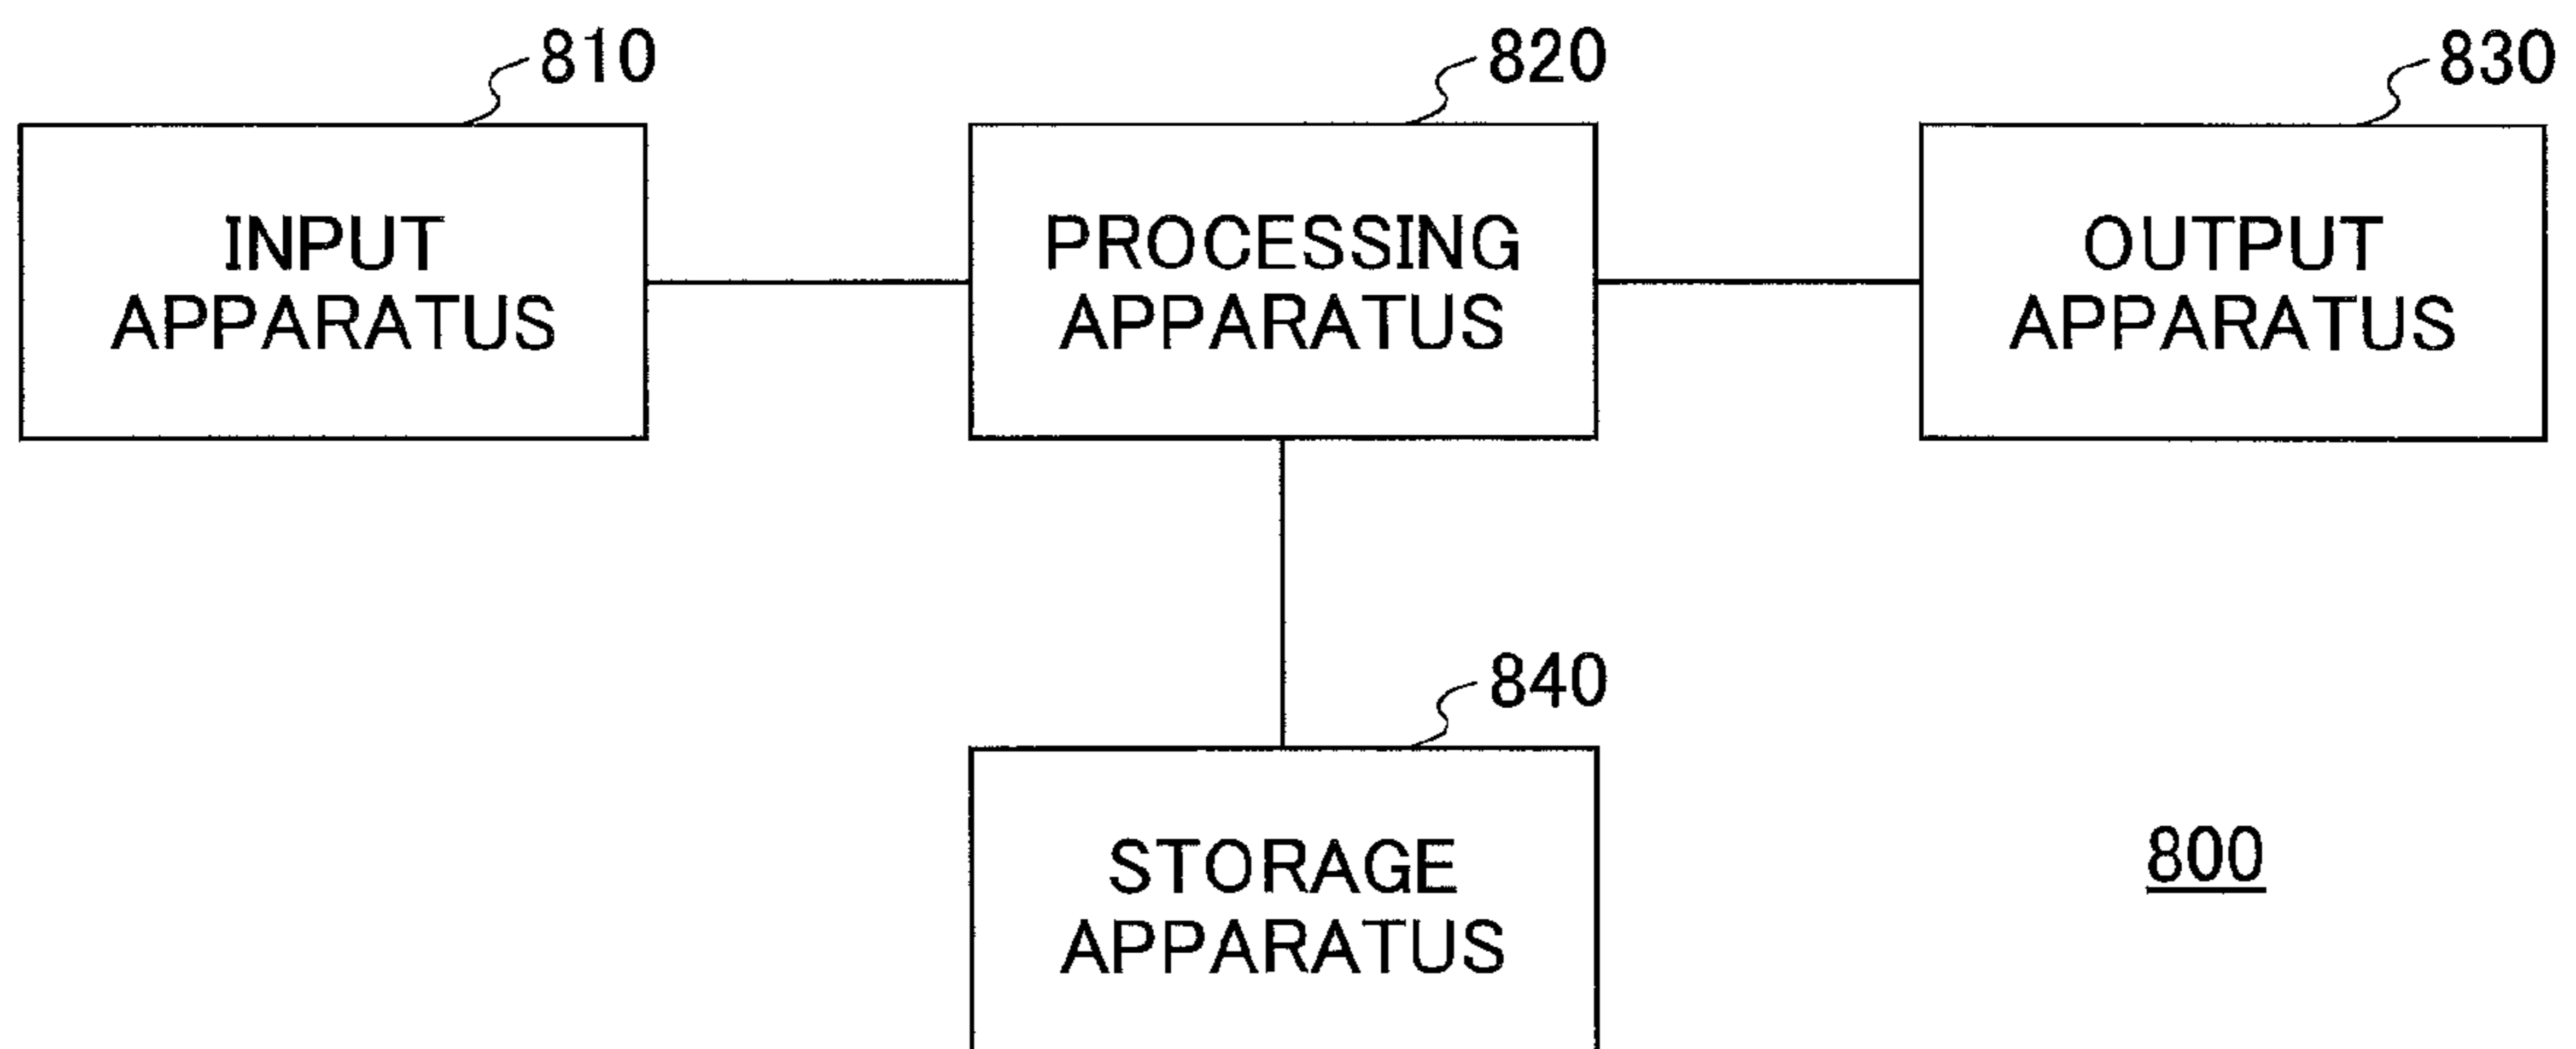 810
820
830
INPUT
APPARATUS
PROCESSING
APPARATUS
OUTPUT
APPARATUS
840
STORAGE
APPARATUS
800